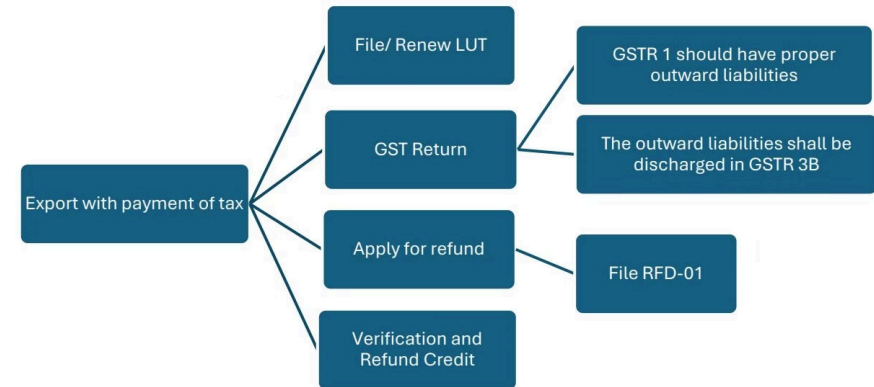 File/ Renew LUT
GSTR 1 should have proper
outward liabilities
GST Return
The outward liabilities shall be
discharged in GSTR 3B
Export with payment of tax
Apply for refund
File RFD-01
Verification and
Refund Credit